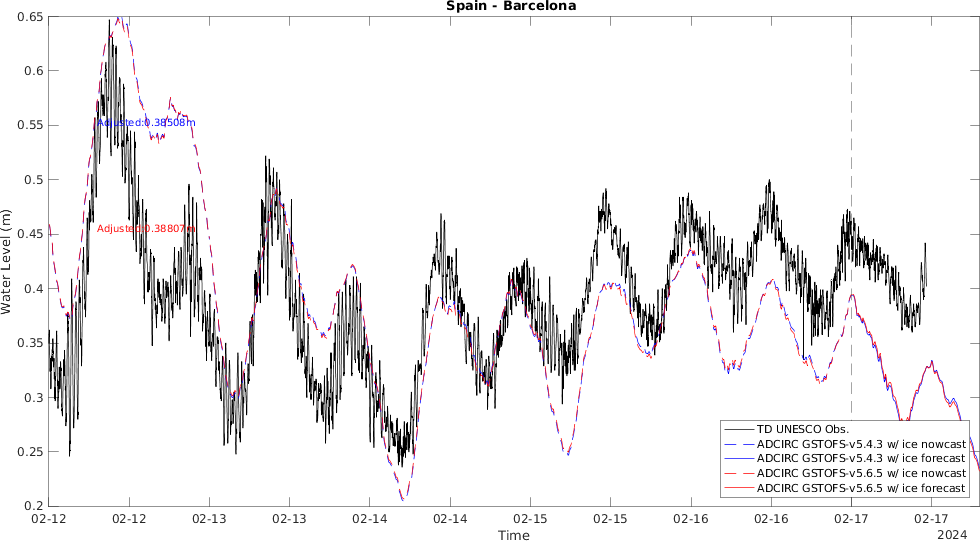 Spain - Barcelona
Water Level (m)
0.65
0.6
0.55
0.5
0.45
0.4
0.35
0.3
0.25
0.2
Adjusted:0.38508m
Adjusted:0.38807m
TD UNESCO Obs.
ADCIRC GSTOFS-v5.4.3 w/ ice nowcast
ADCIRC GSTOFS-v5.4.3 w/ ice forecast
ADCIRC GSTOFS-v5.6.5 w/ ice nowcast
ADCIRC GSTOFS-v5.6.5 w/ ice forecast
02-12 02-12 02-13 02-13 02-14 02-14 02-15 02-15 02-16 02-16 02-17 02-17
Time
2024